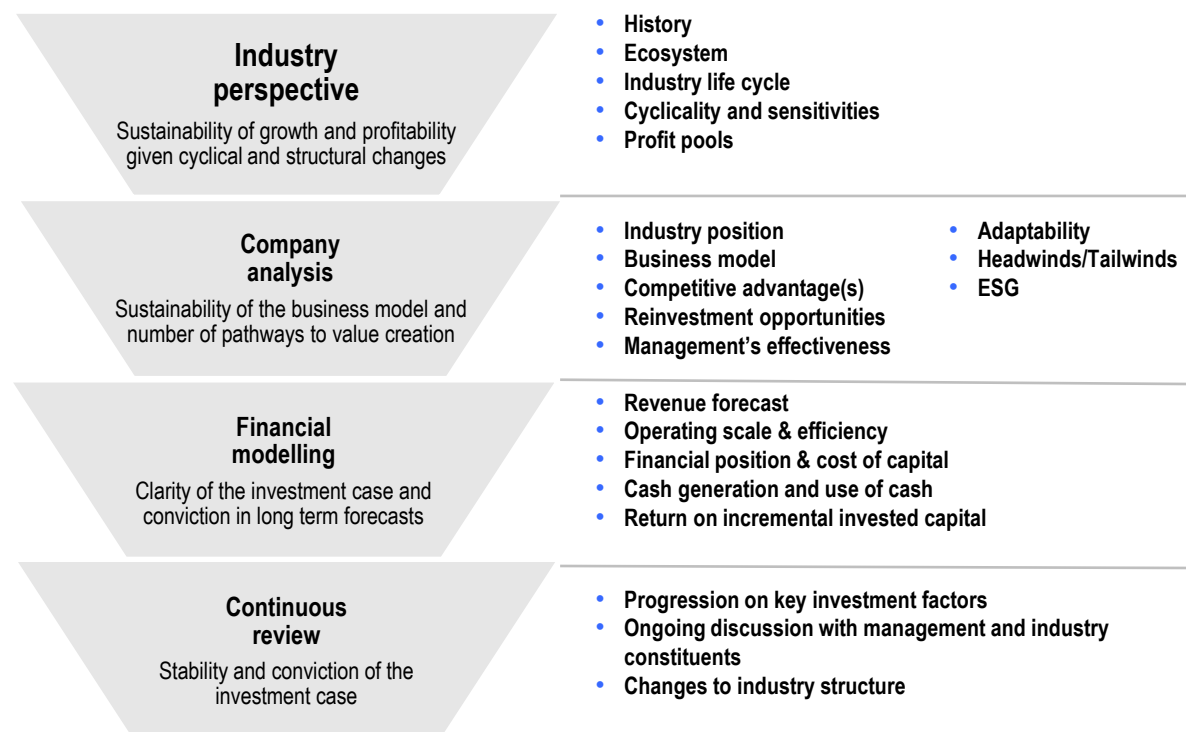 Industry
perspective
Sustainability of growth and profitability
given cyclical and structural changes
• History
• Ecosystem
• Industry life cycle
• Cyclicality and sensitivities
• Profit pools
Company
analysis
Sustainability of the business model and
number of pathways to value creation
• Industry position
• Business model
• Competitive advantage(s)
• Reinvestment opportunities
• Management's effectiveness
• Adaptability
• Headwinds/Tailwinds
• ESG
Financial
modelling
Clarity of the investment case and
conviction in long term forecasts
• Revenue forecast
• Operating scale & efficiency
• Financial position & cost of capital
• Cash generation and use of cash
• Return on incremental invested capital
Continuous
review
Stability and conviction of the
investment case
• Progression on key investment factors
• Ongoing discussion with management and industry
constituents
• Changes to industry structure